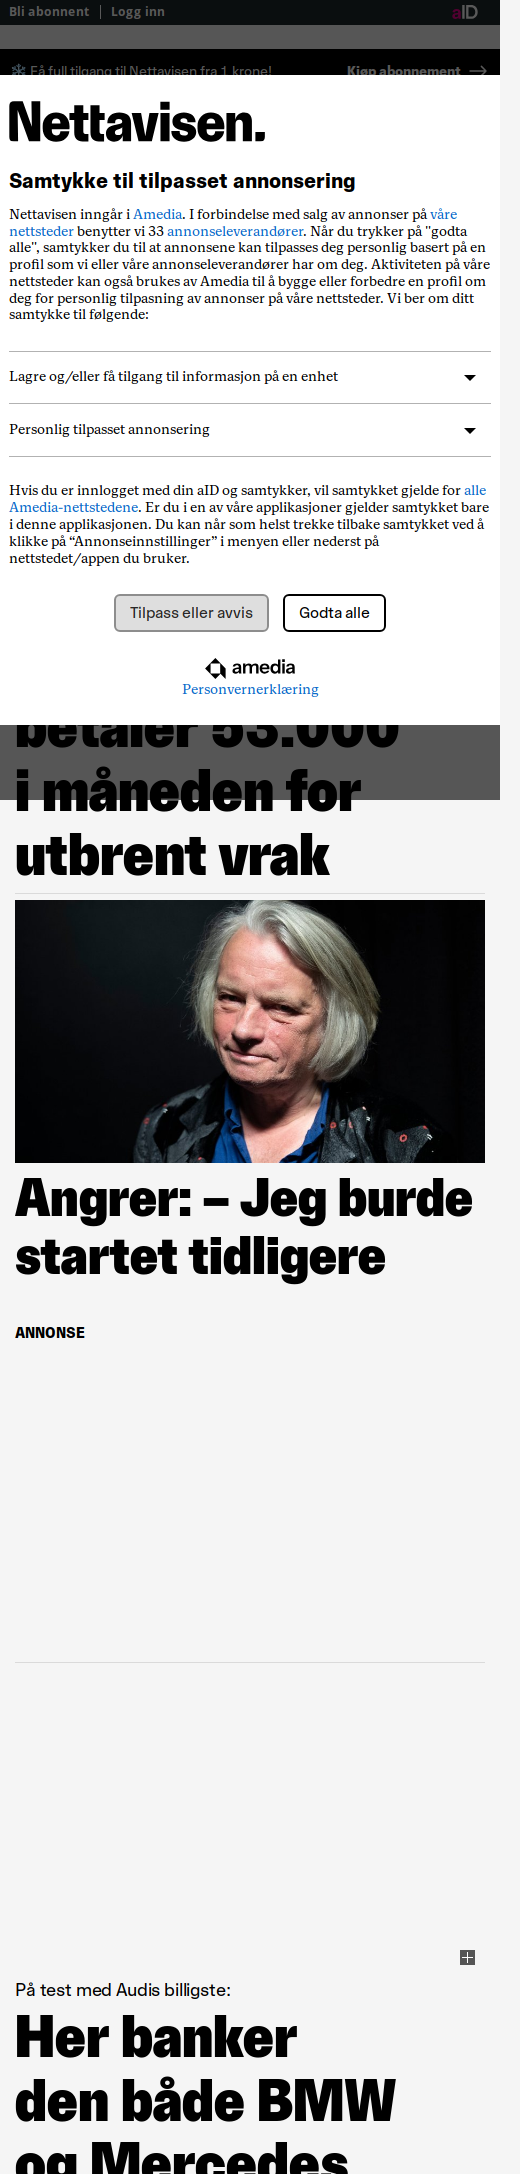 Bli abonnent
Logg inn
aID
Få full tilgang til Nettavisen fra 1 krone!
Kjøp abonnement
Nettavisen.
Samtykke til tilpasset annonsering
Nettavisen inngår i Amedia. I forbindelse med salg av annonser på våre
nettsteder benytter vi 33 annonseleverandører. Når du trykker på "godta
alle", samtykker du til at annonsene kan tilpasses deg personlig basert på en
profil som vi eller våre annonseleverandører har om deg. Aktiviteten på våre
nettsteder kan også brukes av Amedia til å bygge eller forbedre en profil om
deg for personlig tilpasning av annonser på våre nettsteder. Vi ber om ditt
samtykke til følgende:
Lagre og/eller få tilgang til informasjon på en enhet
Personlig tilpasset annonsering
Hvis du er innlogget med din aID og samtykker, vil samtykket gjelde for alle
Amedia-nettstedene. Er du i en av våre applikasjoner gjelder samtykket bare
i denne applikasjonen. Du kan når som helst trekke tilbake samtykket ved å
klikke på “Annonseinnstillinger” i menyen eller nederst på
nettstedet/appen du bruker.
Tilpass eller avvis
Godta alle
amedia
Personvernerklæring
betaler 53.000
i måneden for
utbrent vrak
Angrer: – Jeg burde
startet tidligere
ANNONSE
På test med Audis billigste:
Her banker
den både BMW
og Mercedes